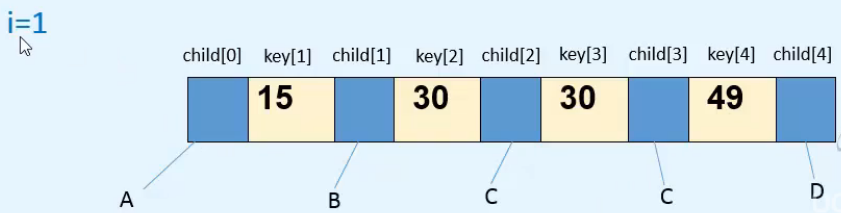 i=1
child[0] key[1] child[1] key[2] child[2] key[3] child[3] key[4] child[4]
15 30 30 49
A B C C D